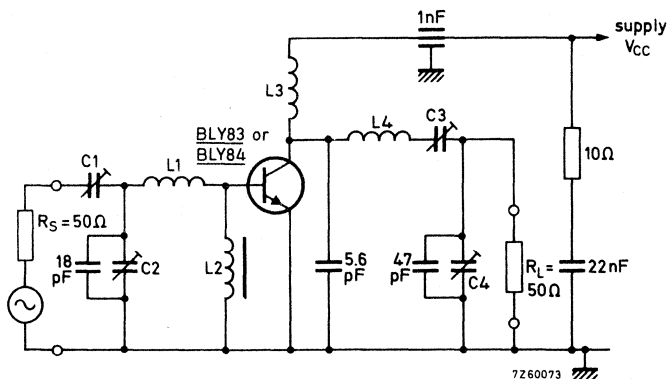 1nF
supply
VCC
L3
L4
C3
BLY83 or
BLY84
10Ω
C1
L1
RS=50Ω
18
pF
C2
L2
5.6
pF
47
pF
C4
RL=
50Ω
22nF
7Z60073